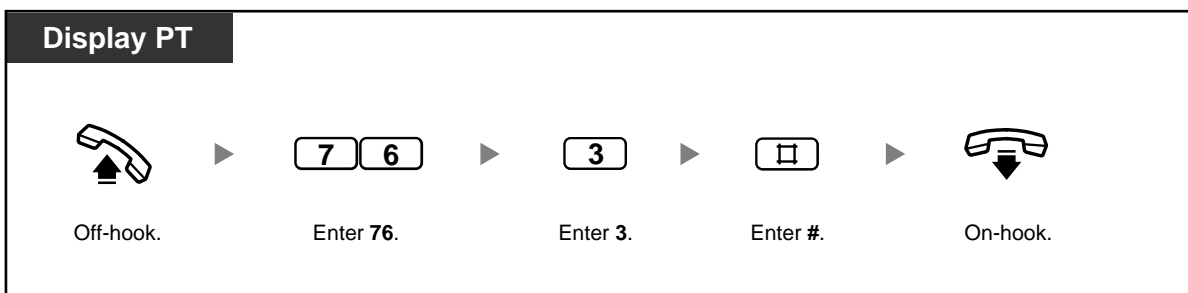 Display PT
7 6 3 #
Off-hook. Enter 76. Enter 3. Enter #. On-hook.